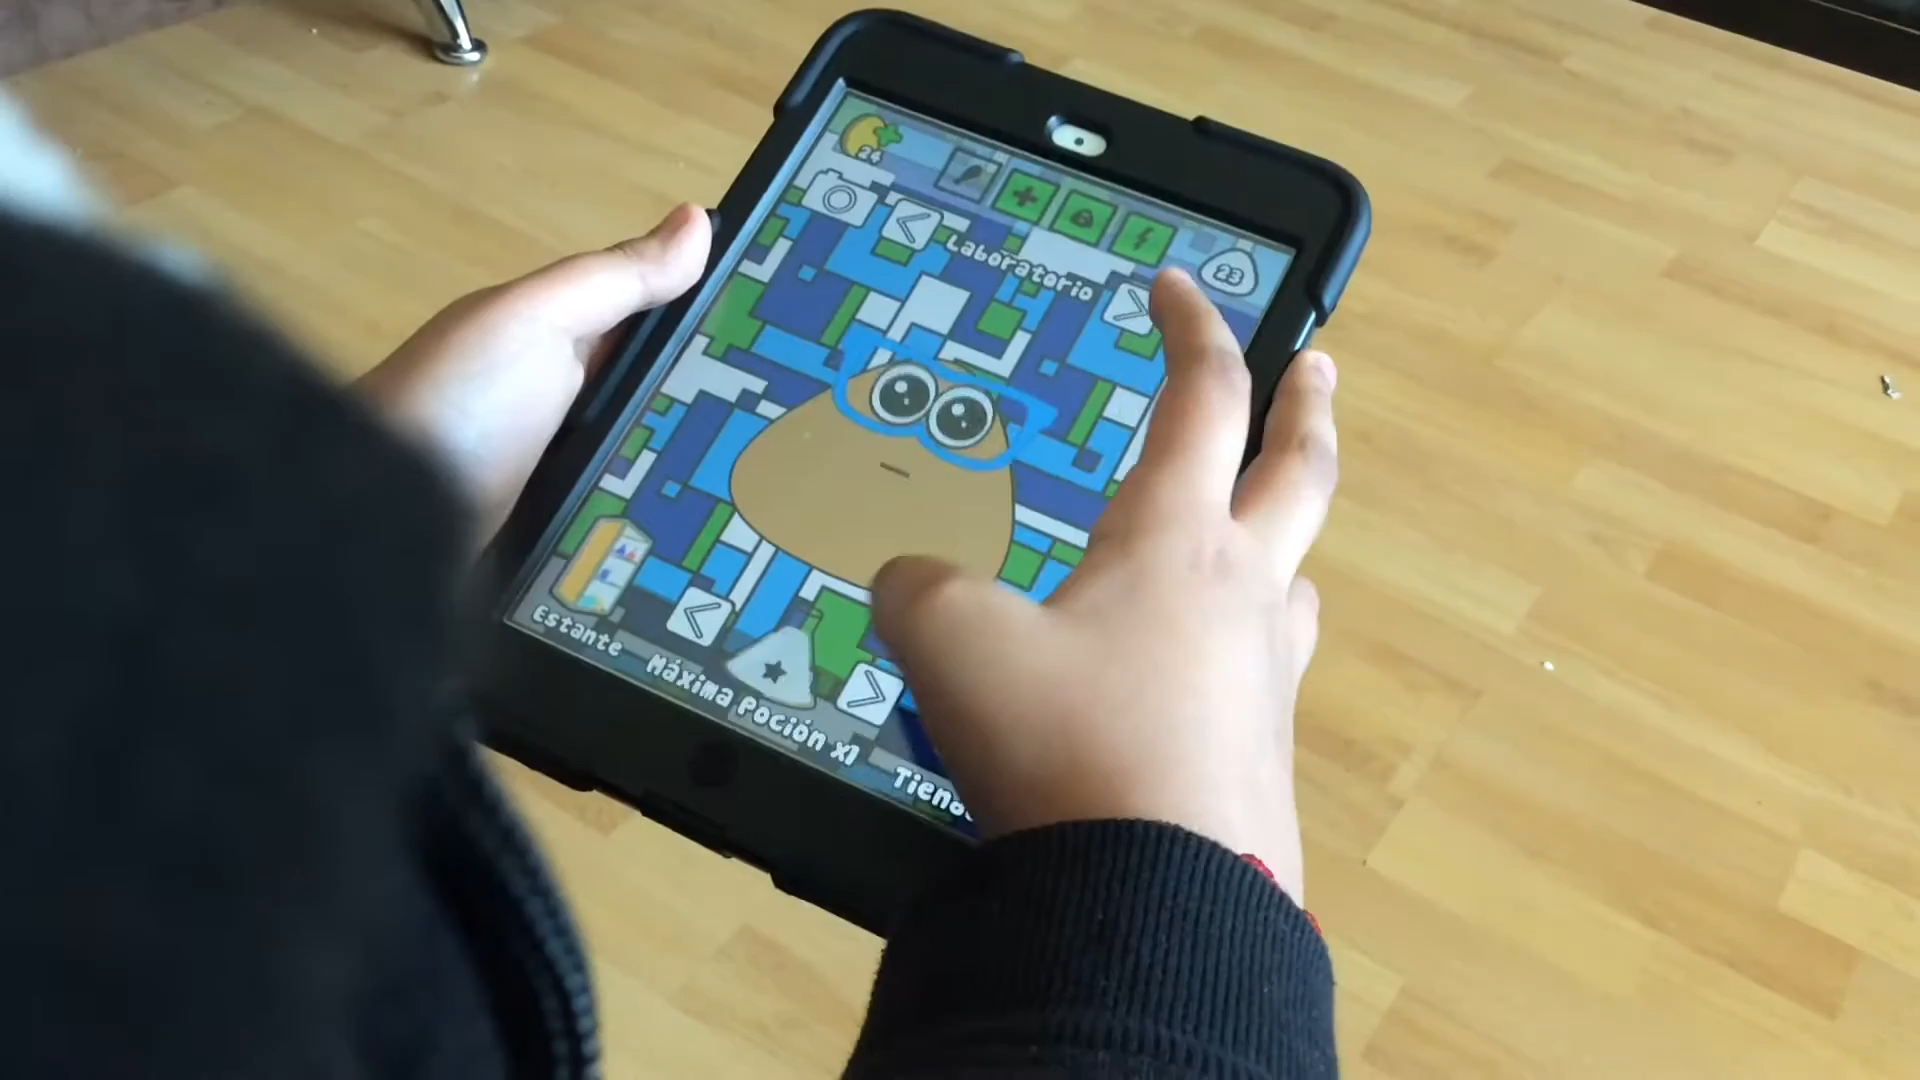 24
23
Laboratorio
Estante
Máxima poción x1